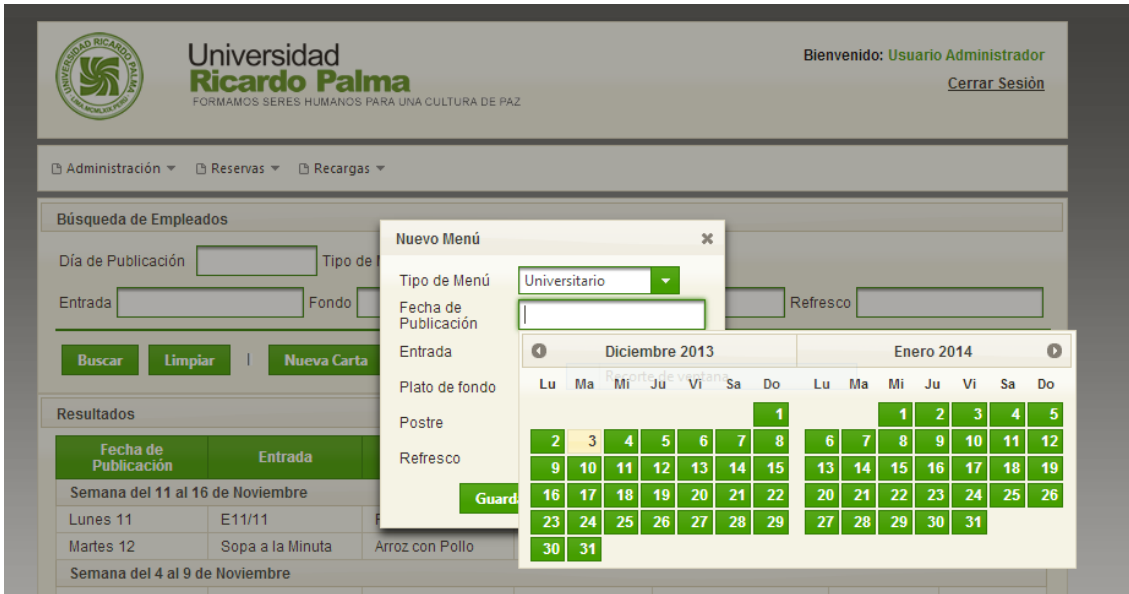 UNIVERSIDAD RICARDO PALMA
Universidad
Ricardo Palma
FORMAMOS SERES HUMANOS PARA UNA CULTURA DE PAZ
Bienvenido: Usuario Administrador
Cerrar Sesión
Administración Reservas Recargas
Búsqueda de Empleados
Día de Publicación Tipo de
Entrada Fondo Refresco
Buscar Limpiar | Nueva Carta
Resultados
Fecha de Publicación Entrada
Semana del 11 al 16 de Noviembre
Lunes 11 E11/11
Martes 12 Sopa a la Minuta Arroz con Pollo
Semana del 4 al 9 de Noviembre
Nuevo Menú
Tipo de Menú Universitario
Fecha de
Publicación
Entrada
Plato de fondo
Postre
Refresco
Guard
Diciembre 2013 Enero 2014
Recorte de ventana
Lu Ma Mi Ju Vi Sa Do Lu Ma Mi Ju Vi Sa Do
1 1 2 3 4 5
2 3 4 5 6 7 8 6 7 8 9 10 11 12
9 10 11 12 13 14 15 13 14 15 16 17 18 19
16 17 18 19 20 21 22 20 21 22 23 24 25 26
23 24 25 26 27 28 29 27 28 29 30 31
30 31